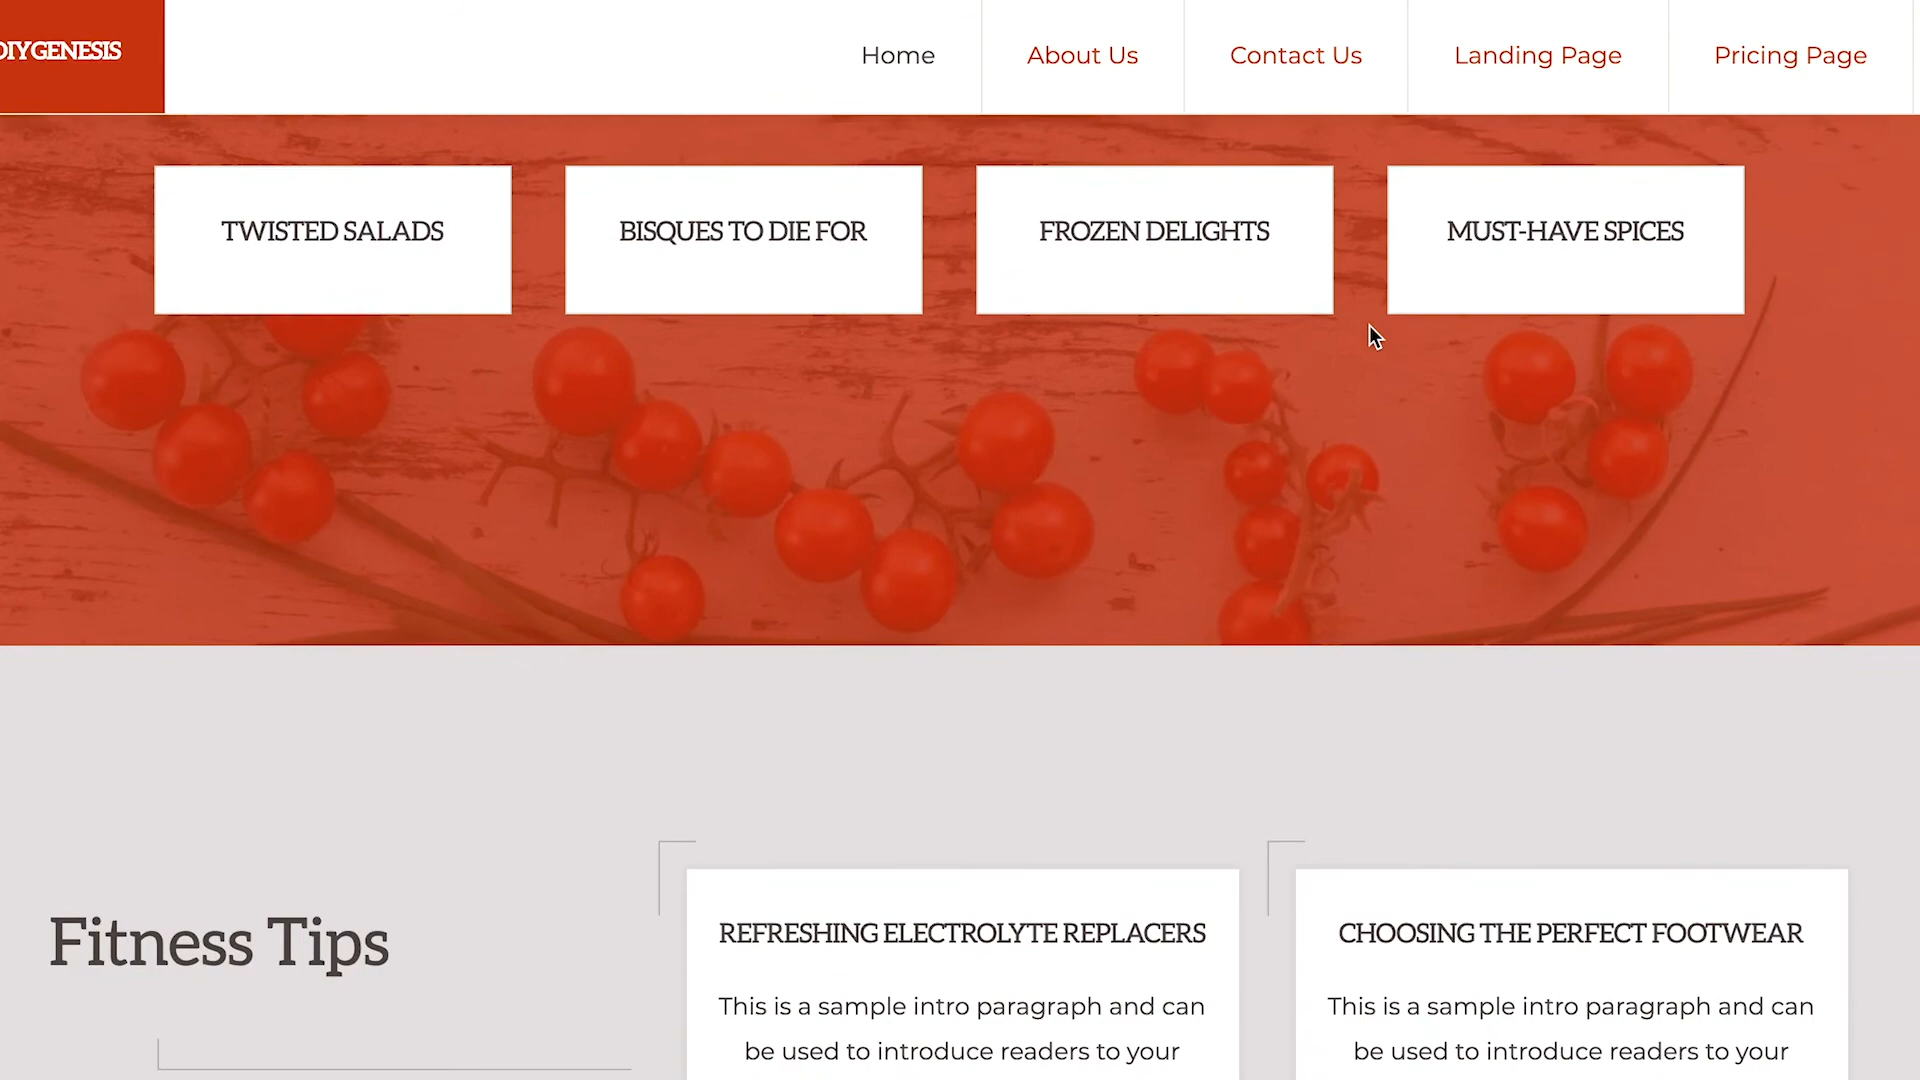 DIYGENESIS
Home
About Us
Contact Us
Landing Page
Pricing Page
TWISTED SALADS
BISQUES TO DIE FOR
FROZEN DELIGHTS
MUST-HAVE SPICES
Fitness Tips
REFRESHING ELECTROLYTE REPLACERS
This is a sample intro paragraph and can
be used to introduce readers to your
CHOOSING THE PERFECT FOOTWEAR
This is a sample intro paragraph and can
be used to introduce readers to your